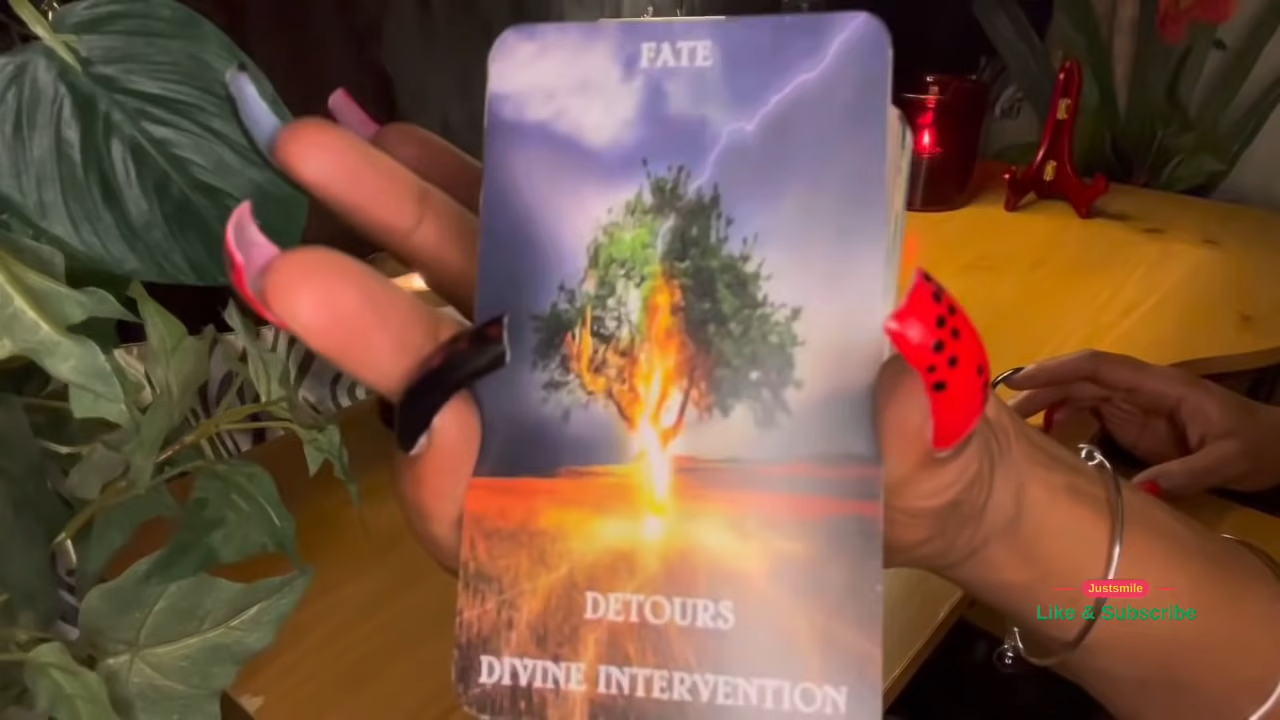 FATE
DETOURS
DIVINE INTERVENTION
Justsmile
Like & Subscribe